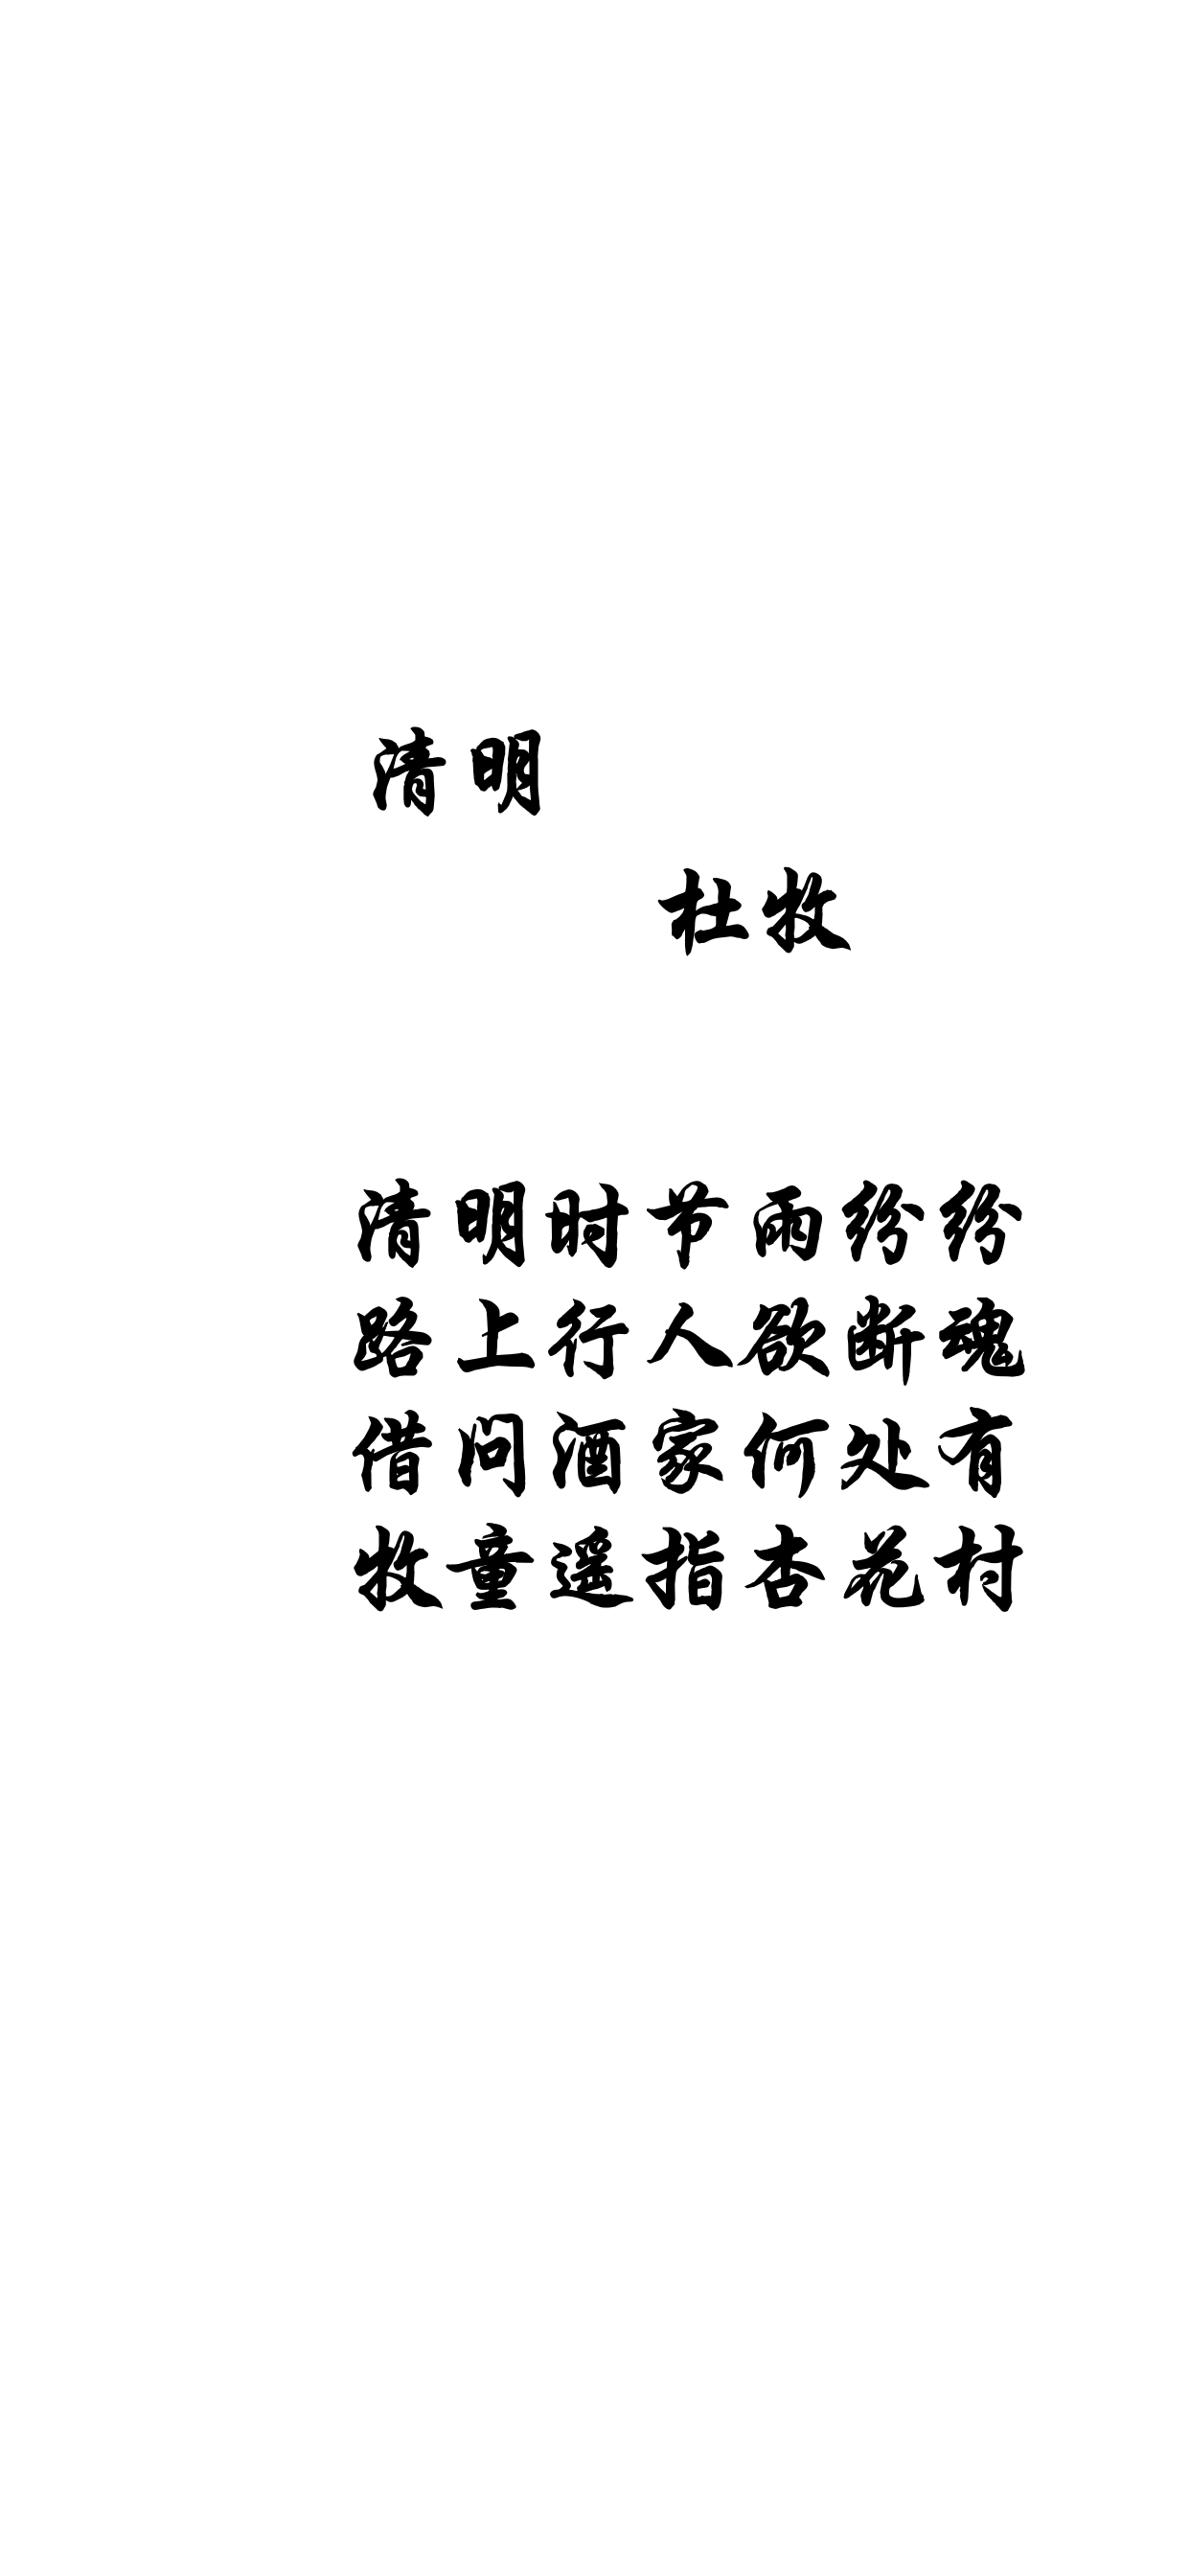 清明
杜牧
清明时节雨纷纷
路上行人欲断魂
借问酒家何处有
牧童遥指杏花村